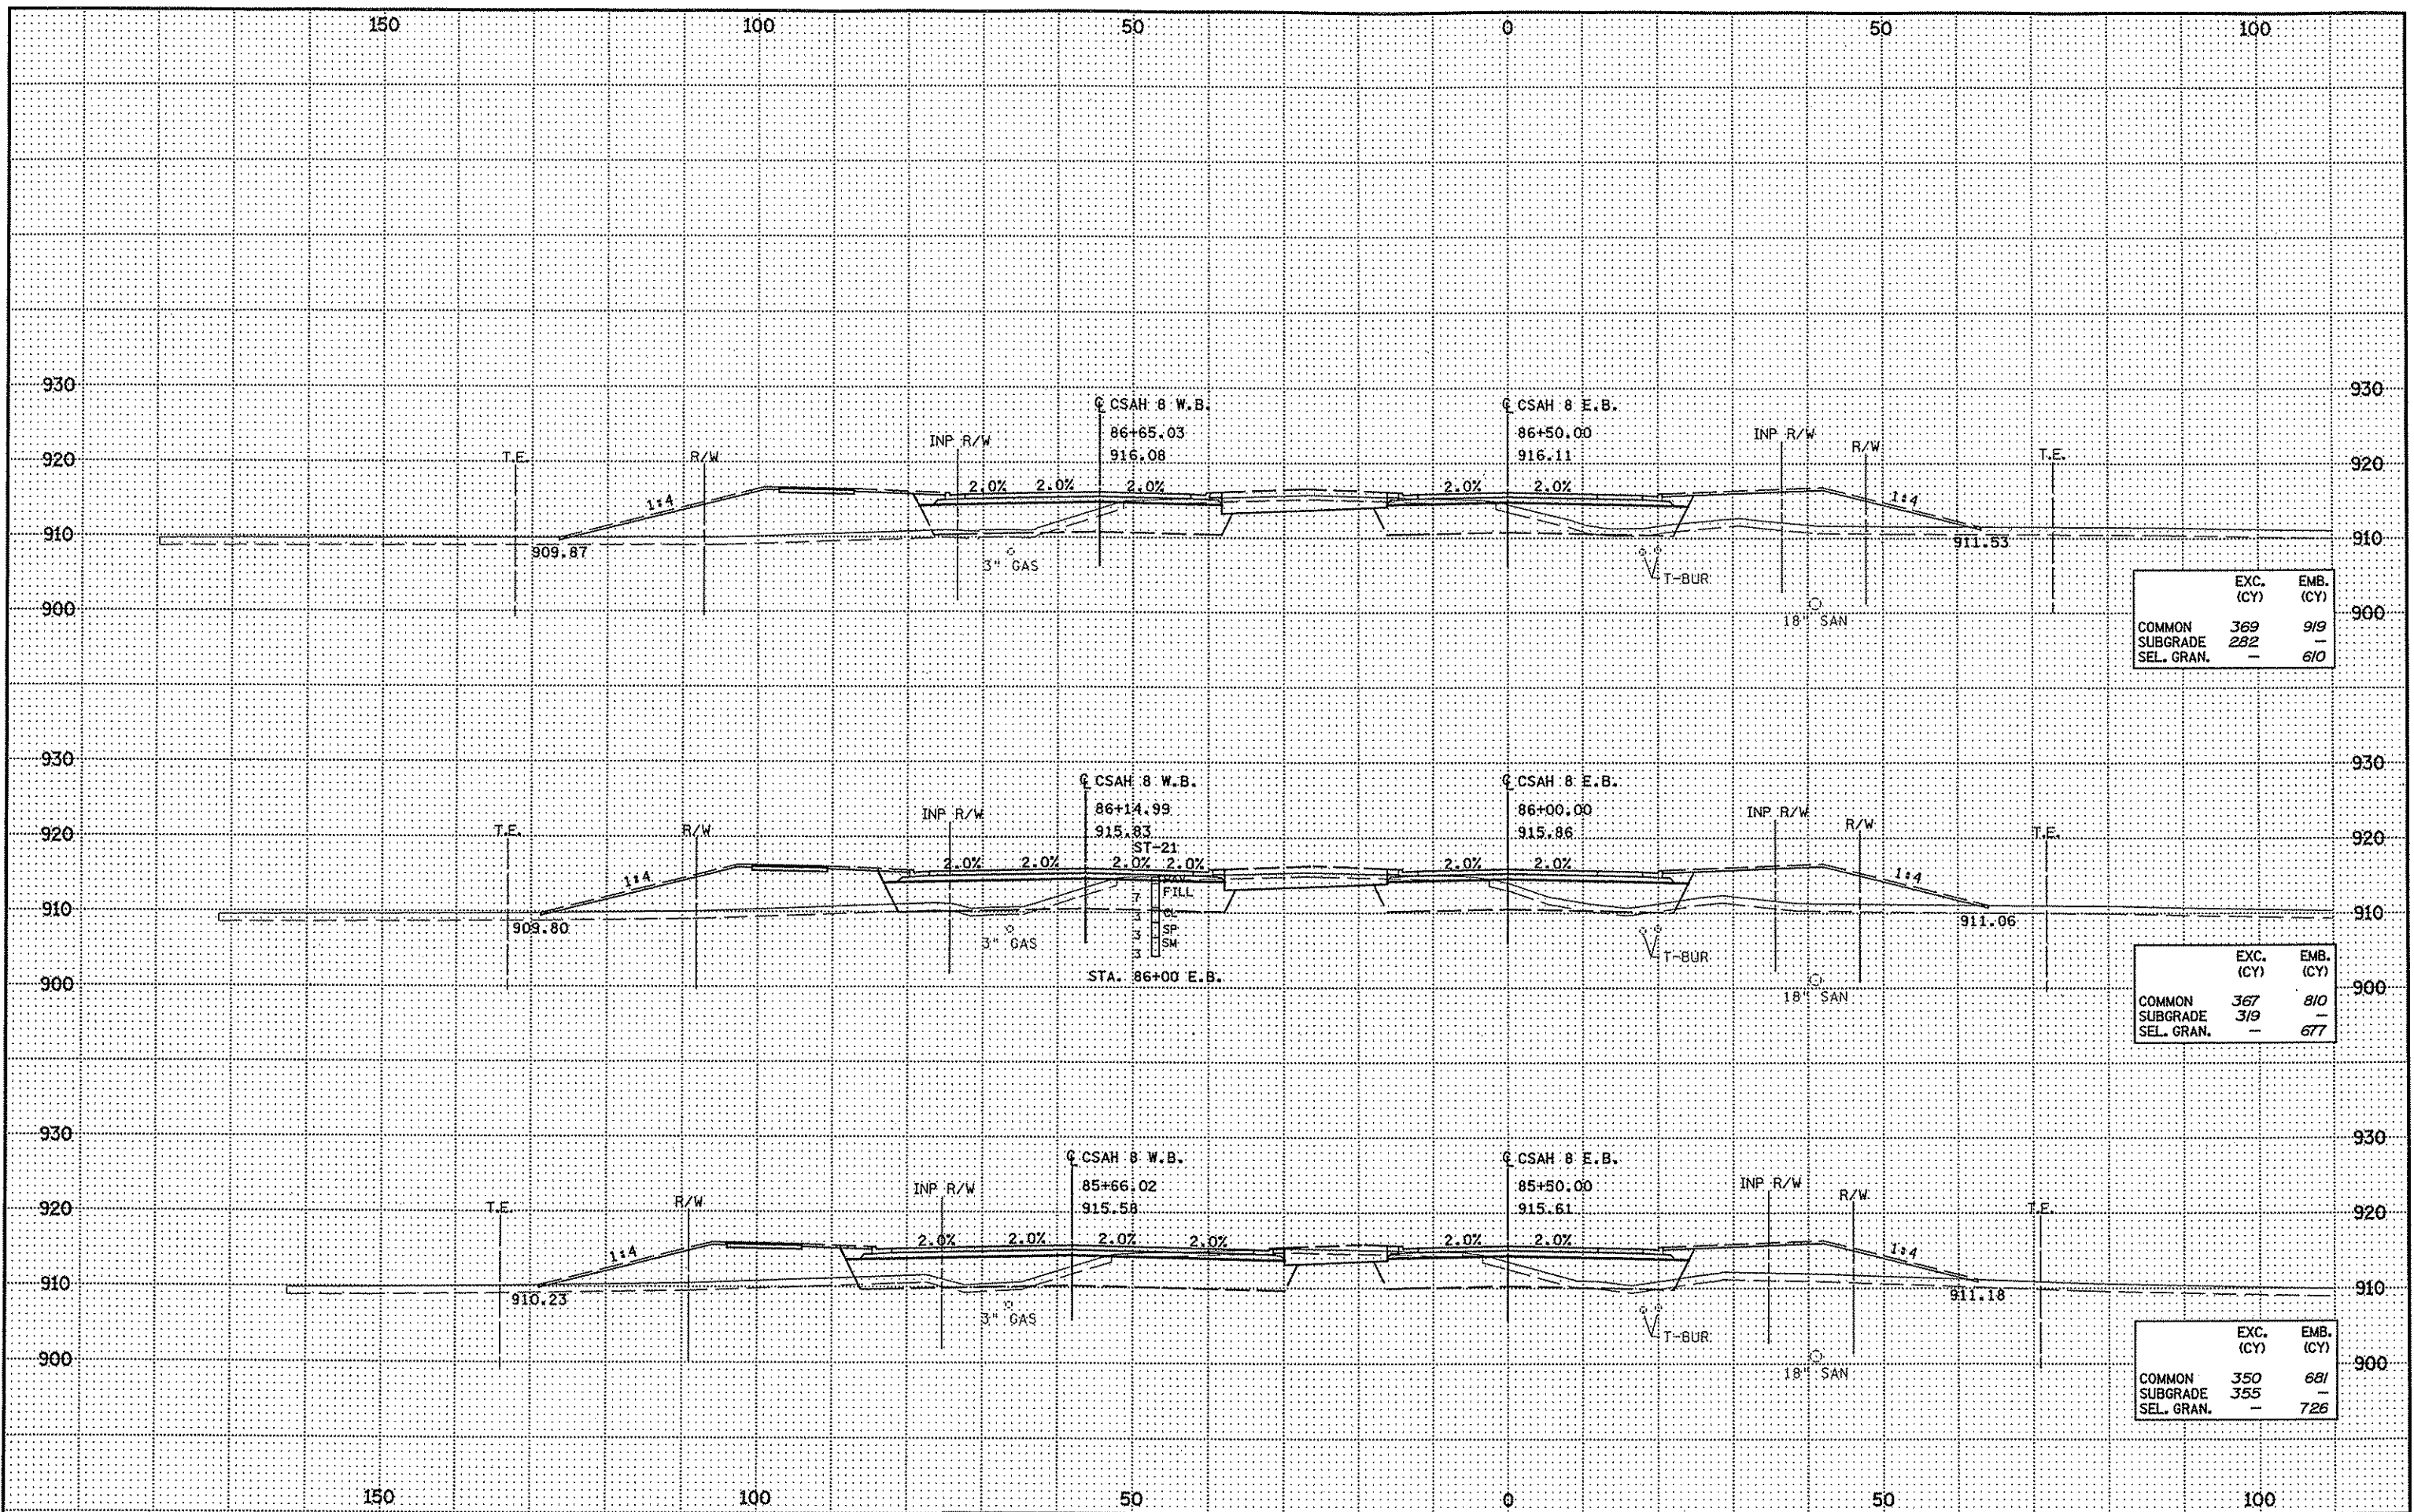 150 100 50 0 50 100
930 930
℄ CSAH 8 W.B. ℄ CSAH 8 E.B.
86+65.03 86+50.00
INP R/W INP R/W
916.08 916.11
T.E. R/W R/W T.E.
920 920
2.0% 2.0% 2.0% 2.0% 2.0%
1:4 1:4
910 910
909.87 911.53
3" GAS T-BUR
900 18" SAN 900
EXC. EMB.
(CY) (CY)
COMMON 369 919
SUBGRADE 282 —
SEL. GRAN. — 610
930 930
℄ CSAH 8 W.B. ℄ CSAH 8 E.B.
86+14.99 86+00.00
INP R/W INP R/W
915.83 915.86
T.E. R/W R/W T.E.
920 920
ST-21
2.0% 2.0% 2.0% 2.0% 2.0% 2.0%
1:4 1:4
7 FILL
910 910
3 CL
909.80 911.06
3 SP
3 SM
3" GAS T-BUR
STA. 86+00 E.B.
900 18" SAN 900
EXC. EMB.
(CY) (CY)
COMMON 367 810
SUBGRADE 319 —
SEL. GRAN. — 677
930 930
℄ CSAH 8 W.B. ℄ CSAH 8 E.B.
85+66.02 85+50.00
INP R/W INP R/W
915.58 915.61
T.E. R/W R/W T.E.
920 920
2.0% 2.0% 2.0% 2.0% 2.0% 2.0%
1:4 1:4
910 910
910.23 911.18
3" GAS T-BUR
900 18" SAN 900
EXC. EMB.
(CY) (CY)
COMMON 350 681
SUBGRADE 355 —
SEL. GRAN. — 726
150 100 50 0 50 100